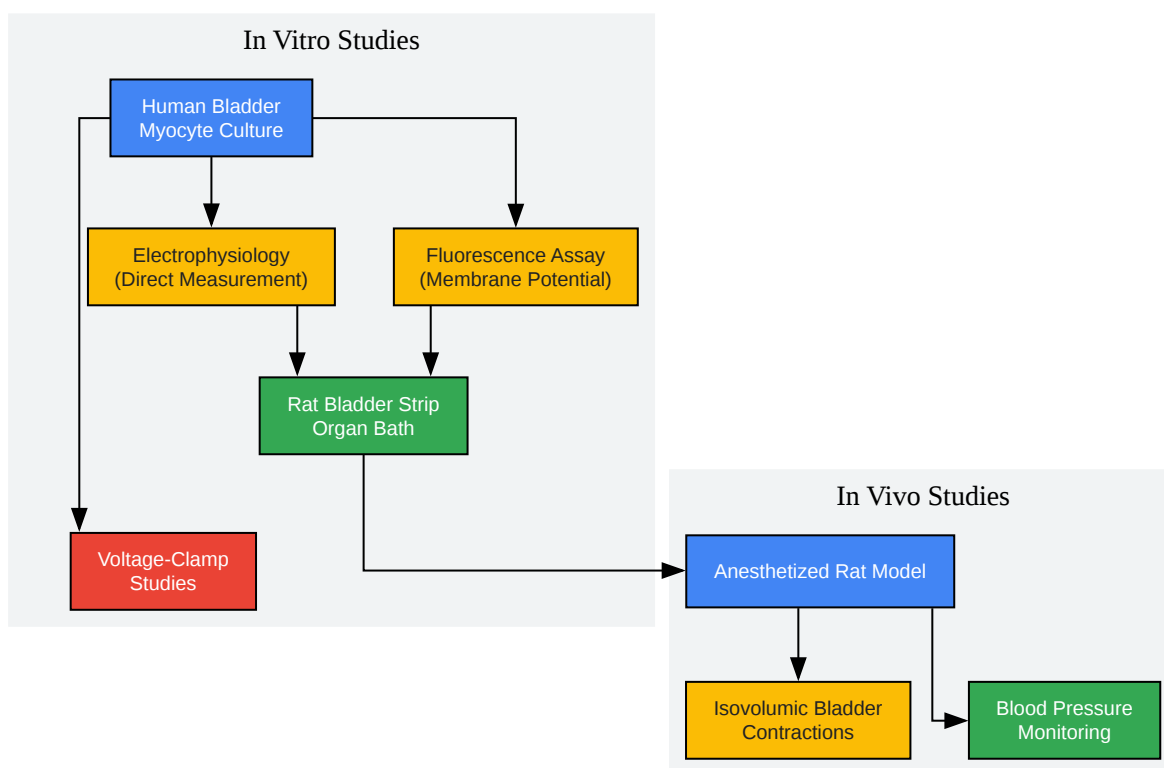 In Vitro Studies
Human Bladder
Myocyte Culture
Electrophysiology
(Direct Measurement)
Fluorescence Assay
(Membrane Potential)
Rat Bladder Strip
Organ Bath
Voltage-Clamp
Studies
In Vivo Studies
Anesthetized Rat Model
Isovolumic Bladder
Contractions
Blood Pressure
Monitoring